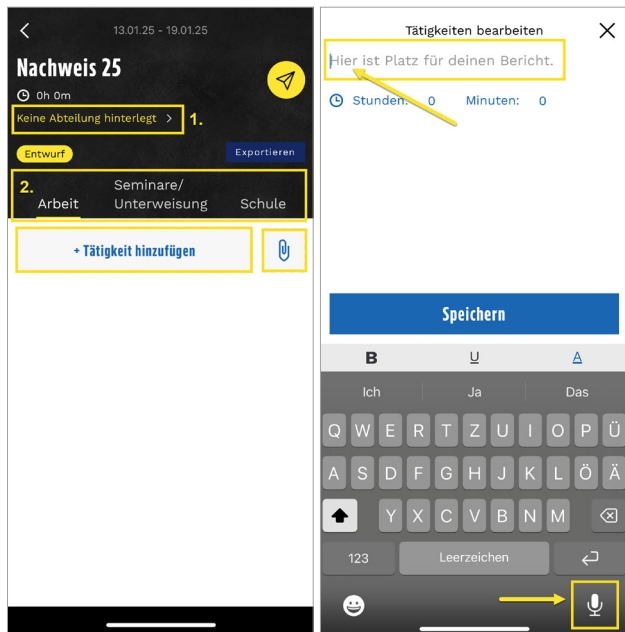 13.01.25 - 19.01.25
Nachweis 25
0h 0m
Keine Abteilung hinterlegt > 1.
Entwurf
Exportieren
2.
Arbeit
Seminare/
Unterweisung
Schule
+ Tätigkeit hinzufügen
Tätigkeiten bearbeiten
Hier ist Platz für deinen Bericht.
Stunden: 0 Minuten: 0
Speichern
B U A
Ich Ja Das
Q W E R T Z U I O P Ü
A S D F G H J K L Ö Ä
Y X C V B N M
123 Leerzeichen